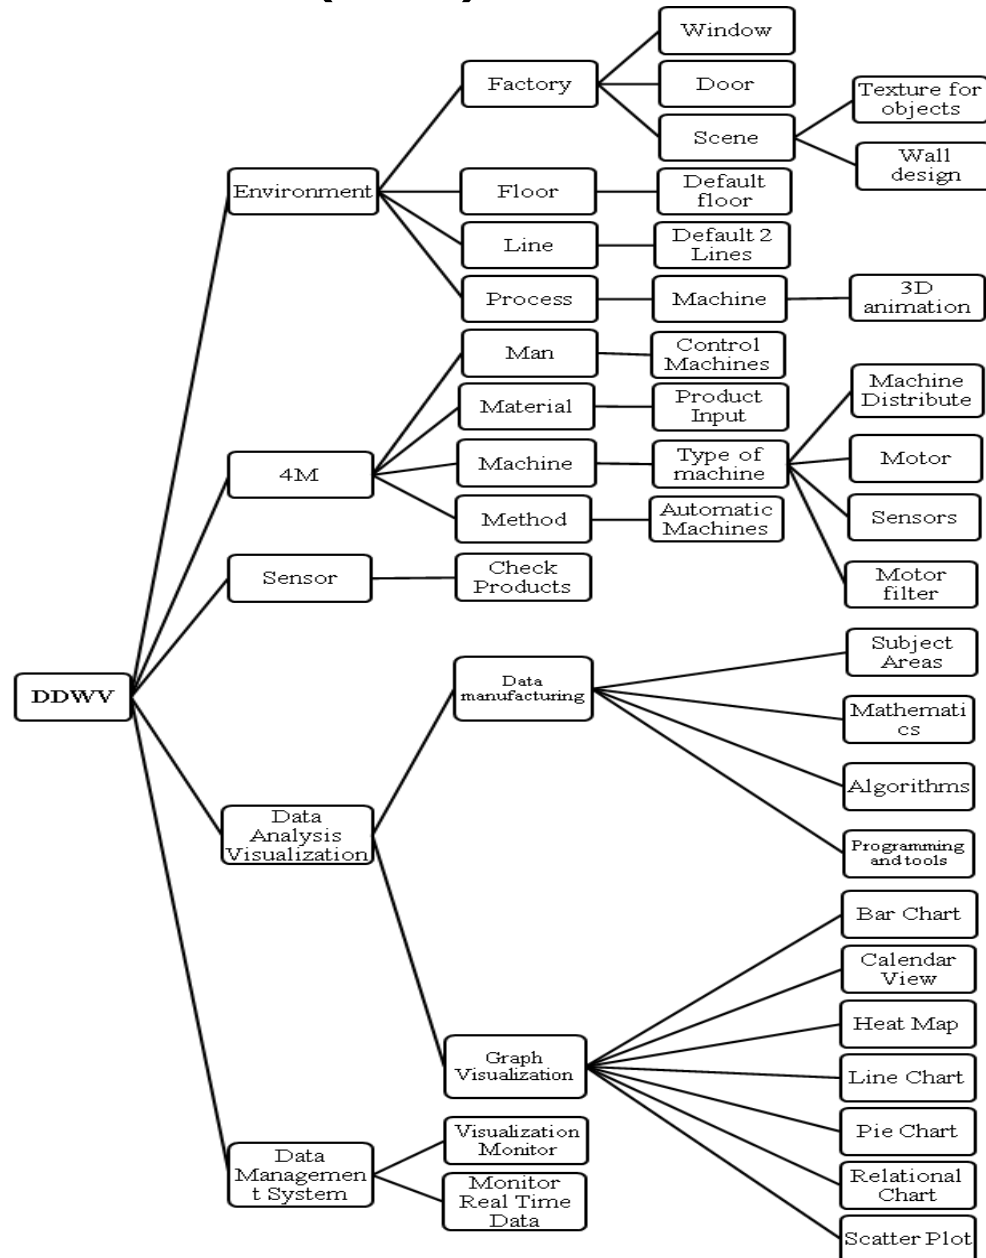 Window
Factory
Door
Texture for
objects
Scene
Wall
design
Environment
Floor
Default
floor
Line
Default 2
Lines
Process
Machine
3D
animation
Man
Control
Machines
Material
Product
Input
Machine
Distribute
4M
Machine
Type of
machine
Motor
Method
Automatic
Machines
Sensors
Sensor
Check
Products
Motor
filter
DDWV
Data
manufacturing
Subject
Areas
Mathemati
cs
Algorithms
Programming
and tools
Data
Analysis
Visualization
Graph
Visualization
Bar Chart
Calendar
View
Heat Map
Line Chart
Pie Chart
Relational
Chart
Scatter Plot
Data
Managemen
t System
Visualization
Monitor
Monitor
Real Time
Data